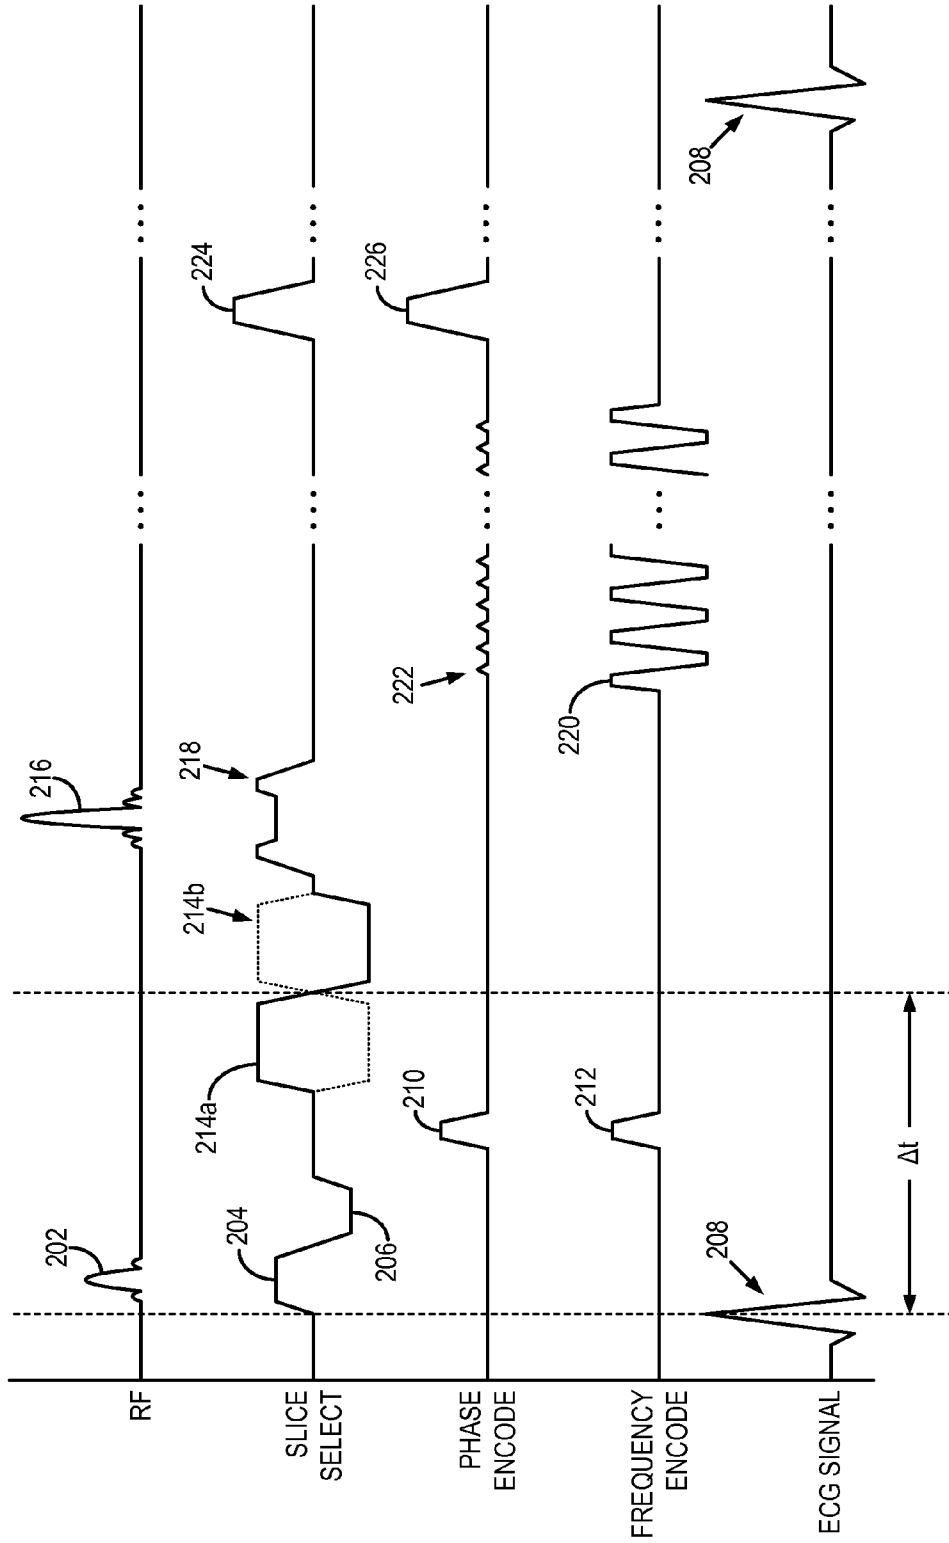 RF
202
216
SLICE
SELECT
204
206
214a
214b
218
224
PHASE
ENCODE
210
222
226
FREQUENCY
ENCODE
212
220
ECG SIGNAL
208
208
Δt